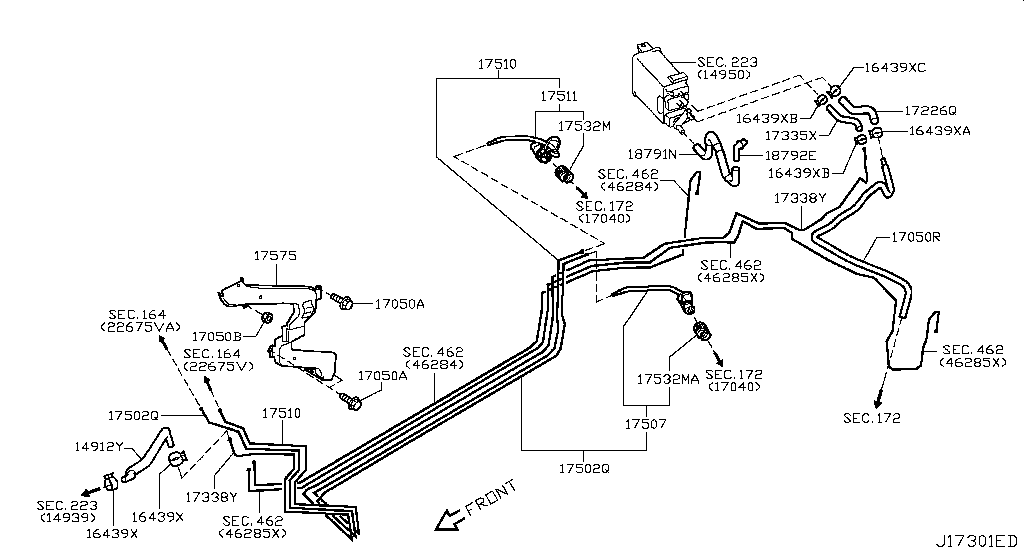 17510
SEC. 223
(14950)
16439XC
17511
17532M
16439XB
17226Q
17335X
16439XA
18791N
18792E
16439XB
SEC. 462
(46284)
SEC. 172
(17040)
17338Y
17050R
SEC. 462
(46285X)
17575
17050A
SEC. 164
(22675VA)
17050B
SEC. 164
(22675V)
SEC. 462
(46284)
17050A
17532MA
SEC. 172
(17040)
SEC. 462
(46285X)
SEC. 172
17502Q
17510
17507
14912Y
17502Q
17338Y
SEC. 223
(14939)
16439X
16439X
SEC. 462
(46285X)
FRONT
J17301ED